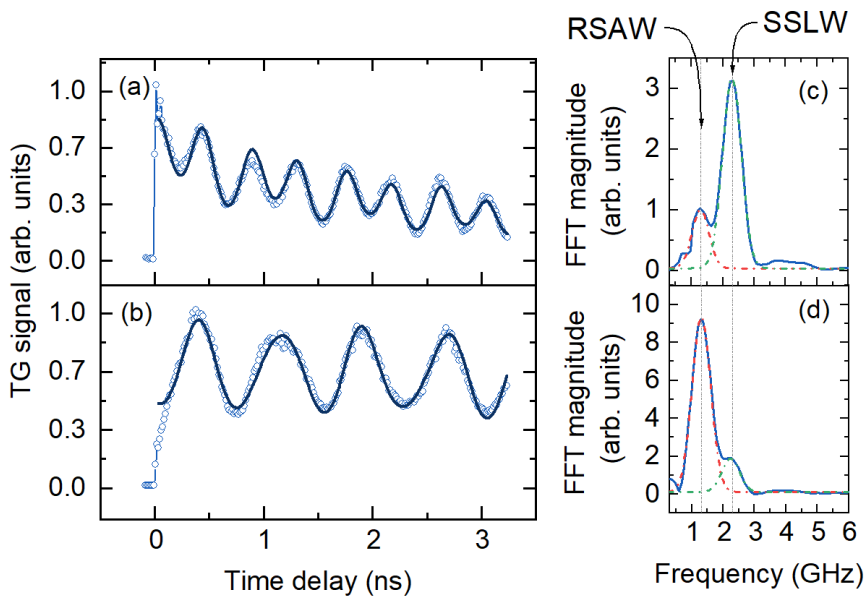 RSAW
SSLW
(a)
1.0
0.7
0.3
0.0
(b)
1.0
0.7
0.3
0.0
TG signal (arb. units)
0
1
2
3
Time delay (ns)
(c)
3
2
1
0
FFT magnitude
(arb. units)
(d)
10
8
6
4
2
0
FFT magnitude
(arb. units)
1
2
3
4
5
6
Frequency (GHz)